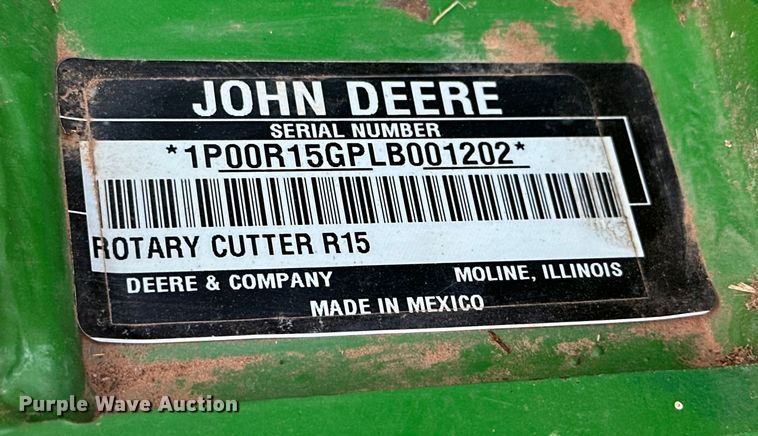 JOHN DEERE
SERIAL NUMBER
*1P00R15GPLB001202*
ROTARY CUTTER R15
DEERE & COMPANY MOLINE, ILLINOIS
MADE IN MEXICO
Purple Wave Auction